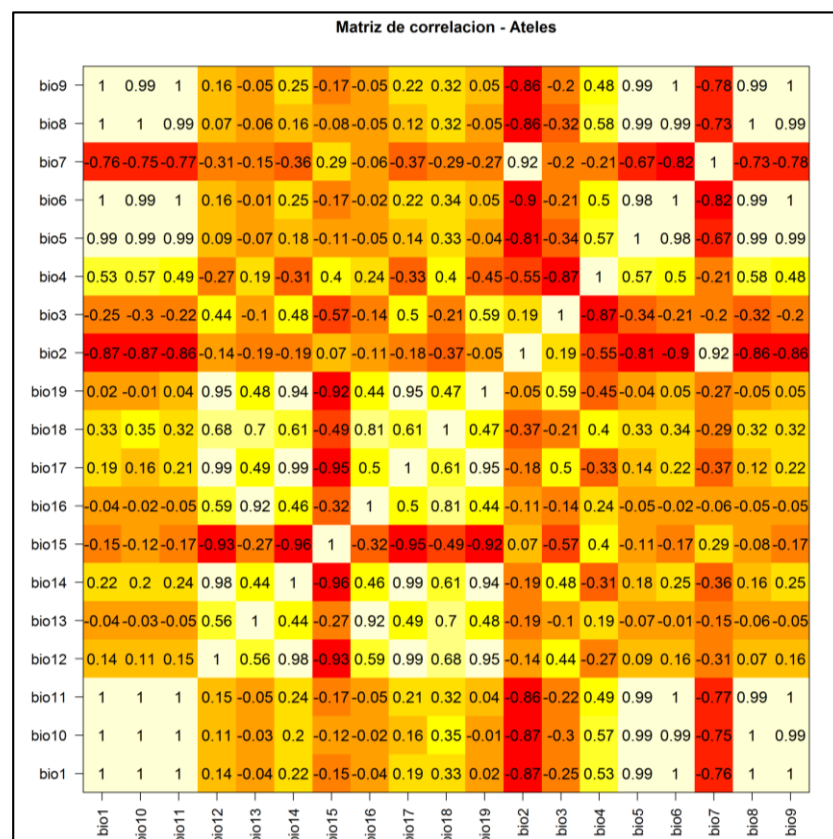 Matriz de correlacion - Ateles
bio9 1 0.99 1 0.16 -0.05 0.25 -0.17 -0.05 0.22 0.32 0.05 -0.86 -0.2 0.48 0.99 1 -0.78 0.99 1
bio8 1 1 0.99 0.07 -0.06 0.16 -0.08 -0.05 0.12 0.32 -0.05 -0.86 -0.32 0.58 0.99 0.99 -0.73 1 0.99
bio7 -0.76 -0.75 -0.77 -0.31 -0.15 -0.36 0.29 -0.06 -0.37 -0.29 -0.27 0.92 -0.2 -0.21 -0.67 -0.82 1 -0.73 -0.78
bio6 1 0.99 1 0.16 -0.01 0.25 -0.17 -0.02 0.22 0.34 0.05 -0.9 -0.21 0.5 0.98 1 -0.82 0.99 1
bio5 0.99 0.99 0.99 0.09 -0.07 0.18 -0.11 -0.05 0.14 0.33 -0.04 -0.81 -0.34 0.57 1 0.98 -0.67 0.99 0.99
bio4 0.53 0.57 0.49 -0.27 0.19 -0.31 0.4 0.24 -0.33 0.4 -0.45 -0.55 -0.87 1 0.57 0.5 -0.21 0.58 0.48
bio3 -0.25 -0.3 -0.22 0.44 -0.1 0.48 -0.57 -0.14 0.5 -0.21 0.59 0.19 1 -0.87 -0.34 -0.21 -0.2 -0.32 -0.2
bio2 -0.87 -0.87 -0.86 -0.14 -0.19 -0.19 0.07 -0.11 -0.18 -0.37 -0.05 1 0.19 -0.55 -0.81 -0.9 0.92 -0.86 -0.86
bio19 0.02 -0.01 0.04 0.95 0.48 0.94 -0.92 0.44 0.95 0.47 1 -0.05 0.59 -0.45 -0.04 0.05 -0.27 -0.05 0.05
bio18 0.33 0.35 0.32 0.68 0.7 0.61 -0.49 0.81 0.61 1 0.47 -0.37 -0.21 0.4 0.33 0.34 -0.29 0.32 0.32
bio17 0.19 0.16 0.21 0.99 0.49 0.99 -0.95 0.5 1 0.61 0.95 -0.18 0.5 -0.33 0.14 0.22 -0.37 0.12 0.22
bio16 -0.04 -0.02 -0.05 0.59 0.92 0.46 -0.32 1 0.5 0.81 0.44 -0.11 -0.14 0.24 -0.05 -0.02 -0.06 -0.05 -0.05
bio15 -0.15 -0.12 -0.17 -0.93 -0.27 -0.96 1 -0.32 -0.95 -0.49 -0.92 0.07 -0.57 0.4 -0.11 -0.17 0.29 -0.08 -0.17
bio14 0.22 0.2 0.24 0.98 0.44 1 -0.96 0.46 0.99 0.61 0.94 -0.19 0.48 -0.31 0.18 0.25 -0.36 0.16 0.25
bio13 -0.04 -0.03 -0.05 0.56 1 0.44 -0.27 0.92 0.49 0.7 0.48 -0.19 -0.1 0.19 -0.07 -0.01 -0.15 -0.06 -0.05
bio12 0.14 0.11 0.15 1 0.56 0.98 -0.93 0.59 0.99 0.68 0.95 -0.14 0.44 -0.27 0.09 0.16 -0.31 0.07 0.16
bio11 1 1 1 0.15 -0.05 0.24 -0.17 -0.05 0.21 0.32 0.04 -0.86 -0.22 0.49 0.99 1 -0.77 0.99 1
bio10 1 1 1 0.11 -0.03 0.2 -0.12 -0.02 0.16 0.35 -0.01 -0.87 -0.3 0.57 0.99 0.99 -0.75 1 0.99
bio1 1 1 1 0.14 -0.04 0.22 -0.15 -0.04 0.19 0.33 0.02 -0.87 -0.25 0.53 0.99 1 -0.76 1 1
bio1 bio10 bio11 bio12 bio13 bio14 bio15 bio16 bio17 bio18 bio19 bio2 bio3 bio4 bio5 bio6 bio7 bio8 bio9